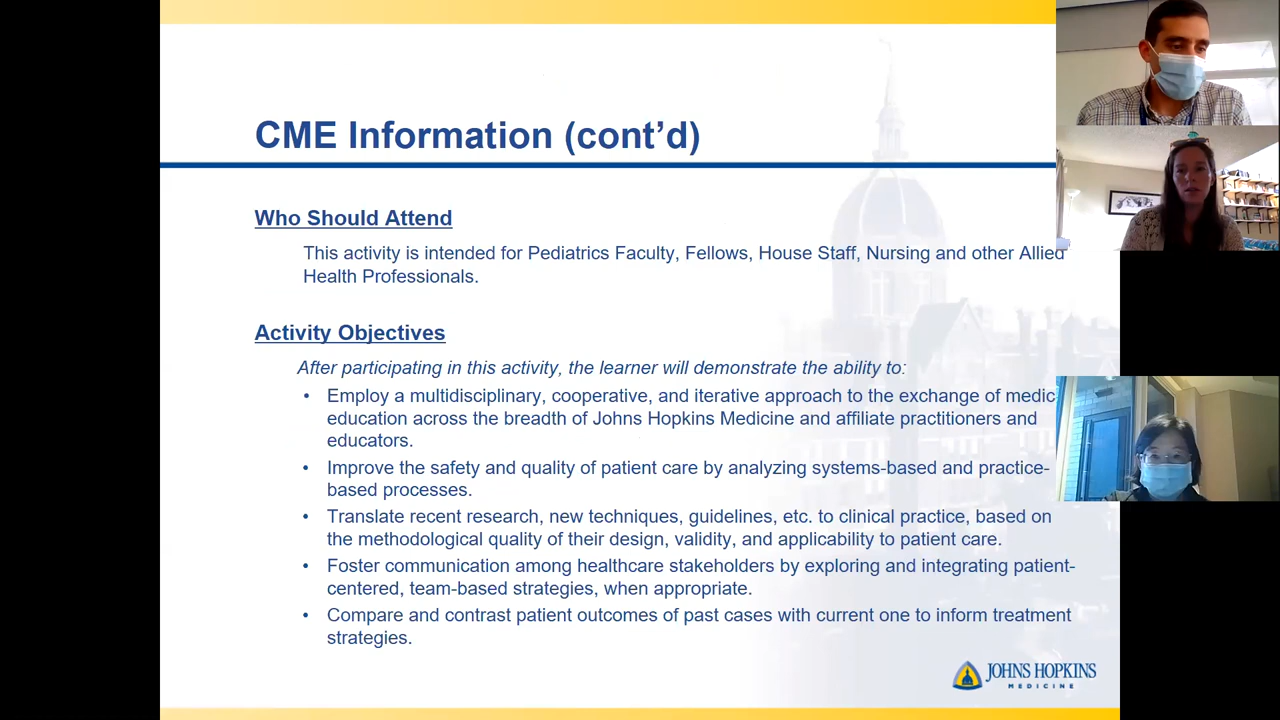 CME Information (cont’d)
Who Should Attend
This activity is intended for Pediatrics Faculty, Fellows, House Staff, Nursing and other Allied
Health Professionals.
Activity Objectives
After participating in this activity, the learner will demonstrate the ability to:
• Employ a multidisciplinary, cooperative, and iterative approach to the exchange of medic
education across the breadth of Johns Hopkins Medicine and affiliate practitioners and
educators.
• Improve the safety and quality of patient care by analyzing systems-based and practice-
based processes.
• Translate recent research, new techniques, guidelines, etc. to clinical practice, based on
the methodological quality of their design, validity, and applicability to patient care.
• Foster communication among healthcare stakeholders by exploring and integrating patient-
centered, team-based strategies, when appropriate.
• Compare and contrast patient outcomes of past cases with current one to inform treatment
strategies.
JOHNS HOPKINS
MEDICINE